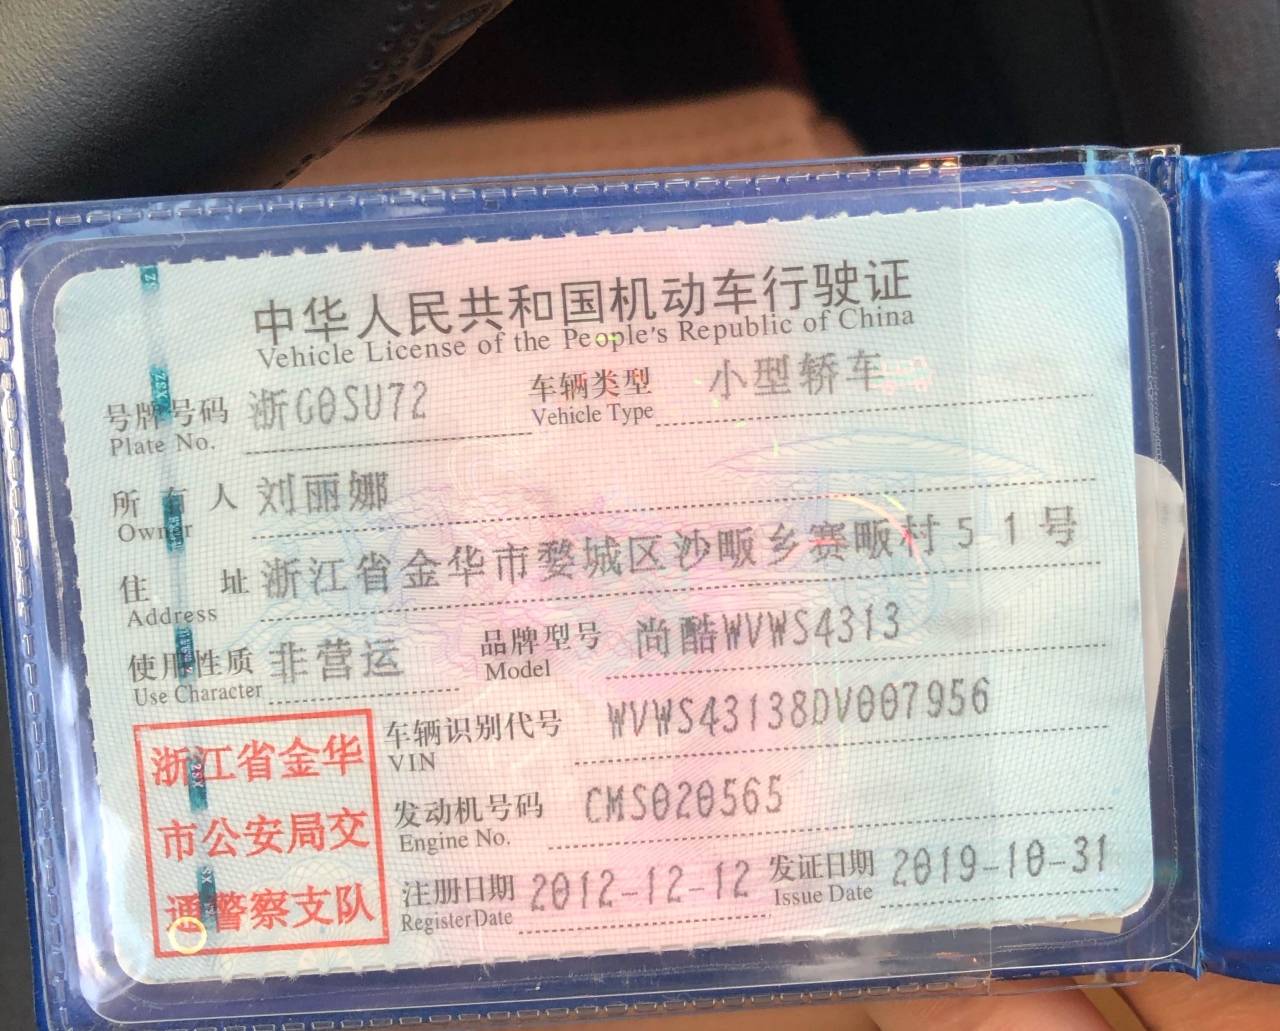 中华人民共和国机动车行驶证
Vehicle License of the People's Republic of China
号牌号码 浙G0SU72 车辆类型 小型轿车
Plate No. Vehicle Type
所有人 刘丽娜
Owner
住址 浙江省金华市婺城区沙畈乡赛畈村51号
Address
使用性质 非营运 品牌型号 尚酷WVWS4313
Use Character Model
车辆识别代号 WVWS43138DV007956
VIN
发动机号码 CMS020565
Engine No.
注册日期 2012-12-12 发证日期 2019-10-31
Register Date Issue Date
浙江省金华
市公安局交
通警察支队